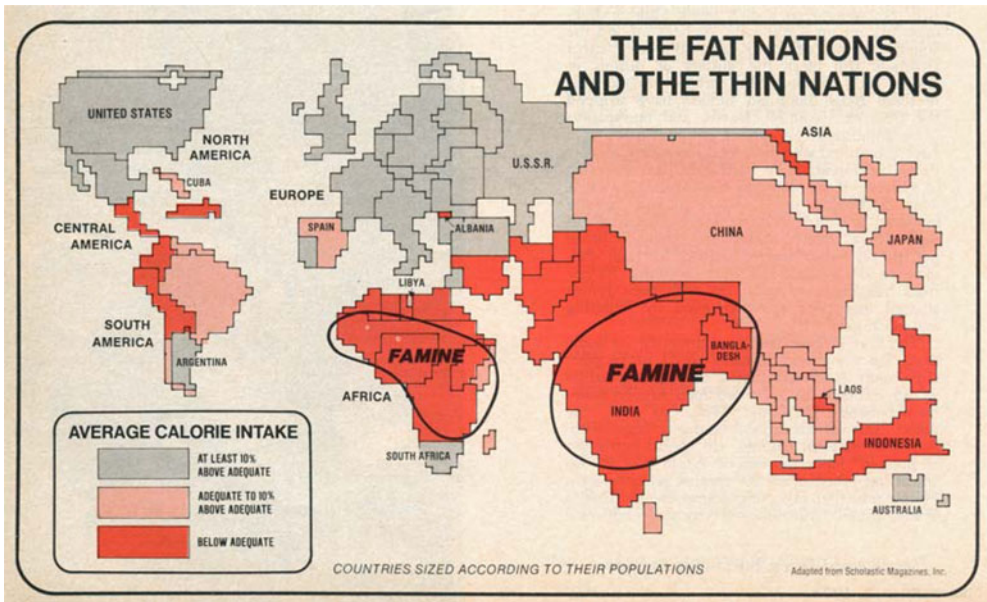 THE FAT NATIONS
AND THE THIN NATIONS
UNITED STATES
NORTH
AMERICA
CUBA
CENTRAL
AMERICA
SOUTH
AMERICA
ARGENTINA
EUROPE
SPAIN
ALBANIA
U.S.S.R.
LIBYA
FAMINE
AFRICA
SOUTH AFRICA
ASIA
CHINA
JAPAN
FAMINE
INDIA
BANGLA-
DESH
LAOS
INDONESIA
AUSTRALIA
AVERAGE CALORIE INTAKE
AT LEAST 10%
ABOVE ADEQUATE
ADEQUATE TO 10%
ABOVE ADEQUATE
BELOW ADEQUATE
COUNTRIES SIZED ACCORDING TO THEIR POPULATIONS
Adapted from Scholastic Magazines, Inc.